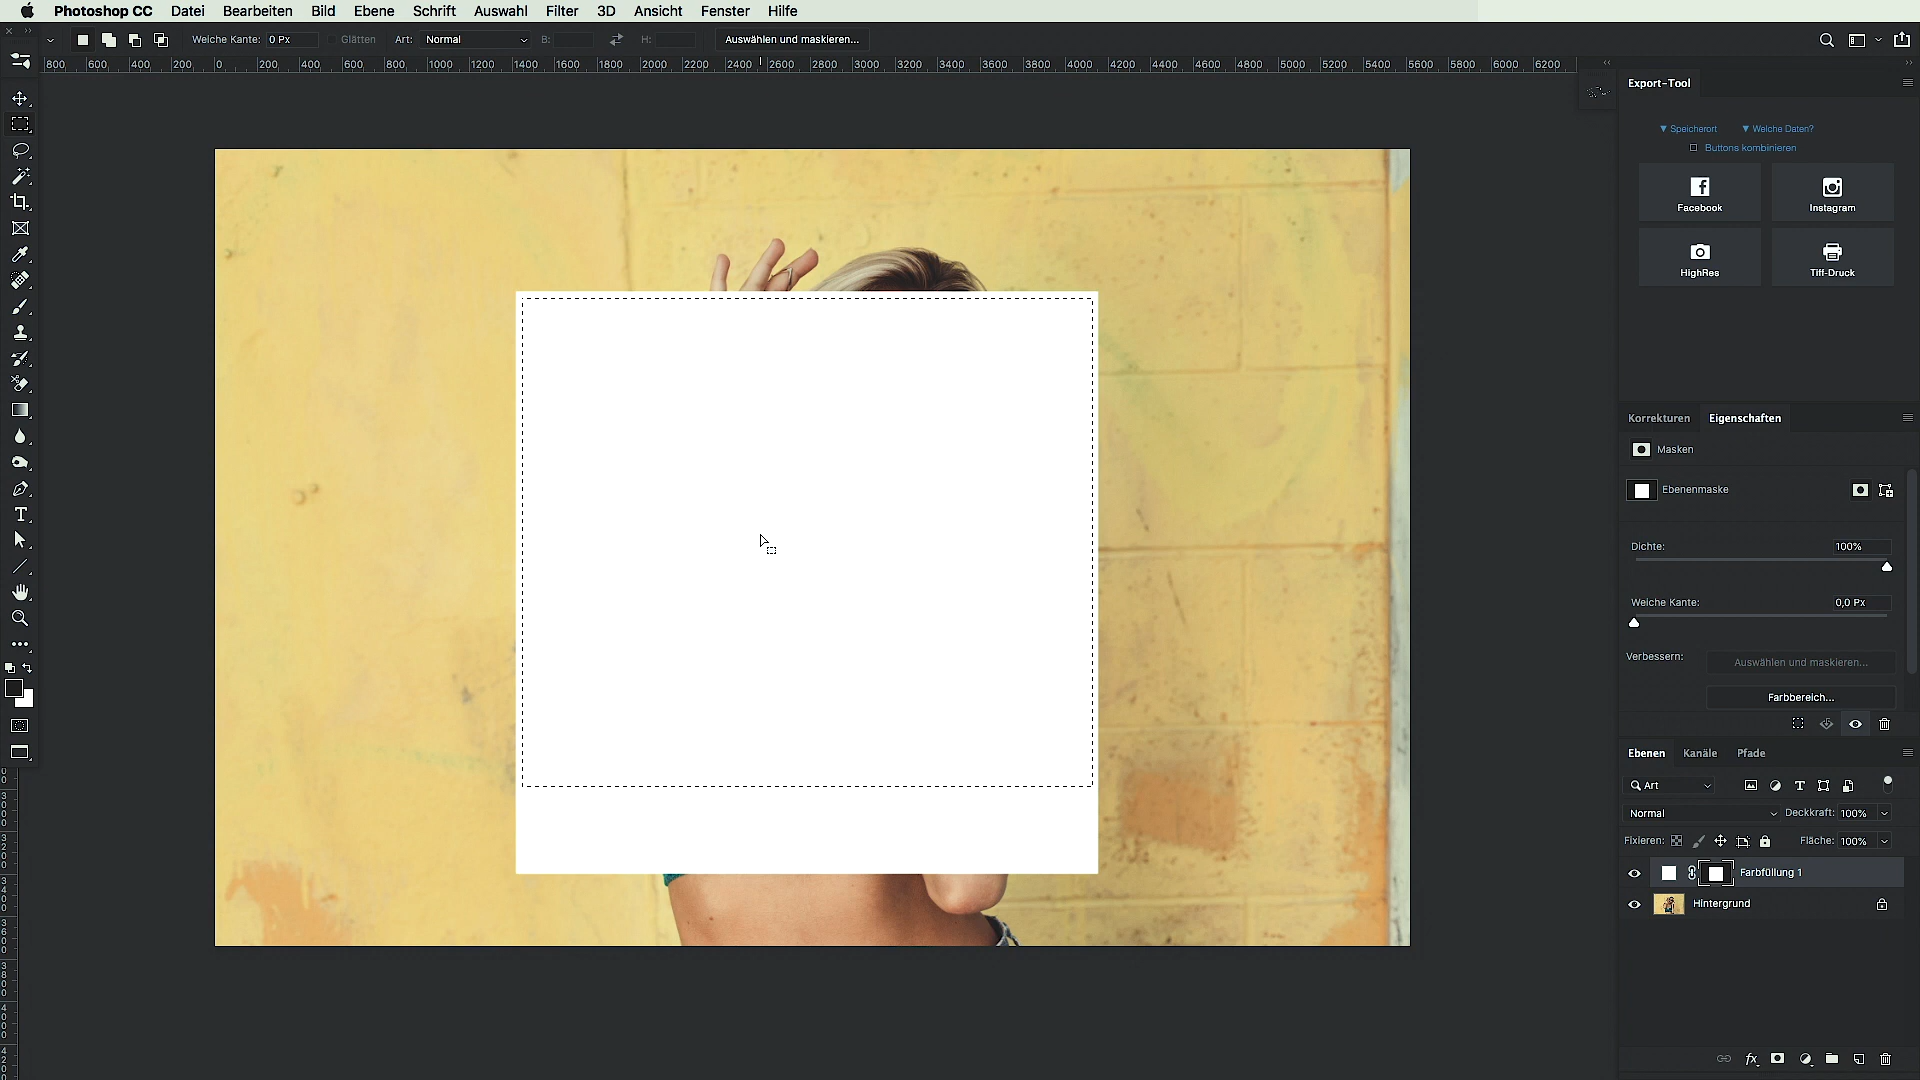 Photoshop CC Datei Bearbeiten Bild Ebene Schrift Auswahl Filter 3D Ansicht Fenster Hilfe
Weiche Kante: 0 Px Glätten Art: Normal B: H: Auswählen und maskieren...
800 600 400 200 0 200 400 600 800 1000 1200 1400 1600 1800 2000 2200 2400 2600 2800 3000 3200 3400 3600 3800 4000 4200 4400 4600 4800 5000 5200 5400 5600 5800 6000 6200
Export-Tool
▼ Speicherort ▼ Welche Daten?
Buttons kombinieren
Facebook Instagram
HighRes Tiff-Druck
Korrekturen Eigenschaften
Masken
Ebenenmaske
Dichte: 100%
Weiche Kante: 0,0 Px
Verbessern: Auswählen und maskieren...
Farbbereich...
Ebenen Kanäle Pfade
Art
Normal Deckkraft: 100%
Fixieren: Fläche: 100%
Farbfüllung 1
Hintergrund